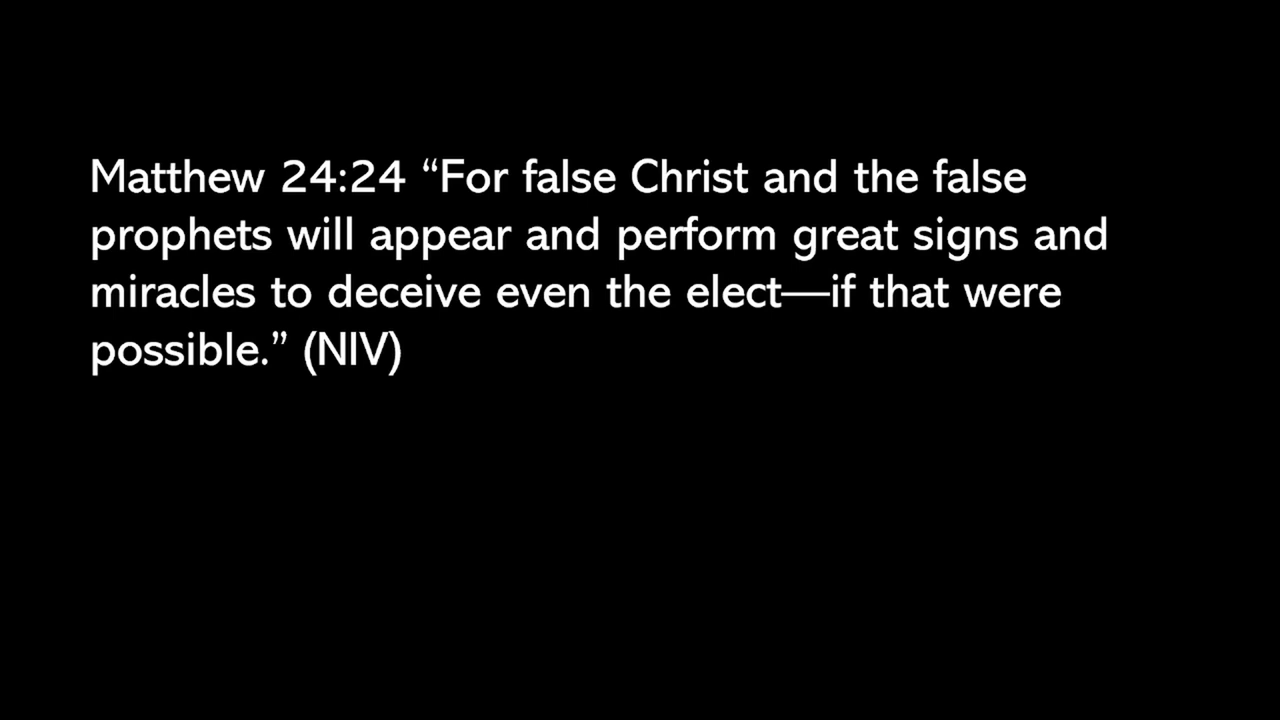 Matthew 24:24 “For false Christ and the false
prophets will appear and perform great signs and
miracles to deceive even the elect—if that were
possible.” (NIV)